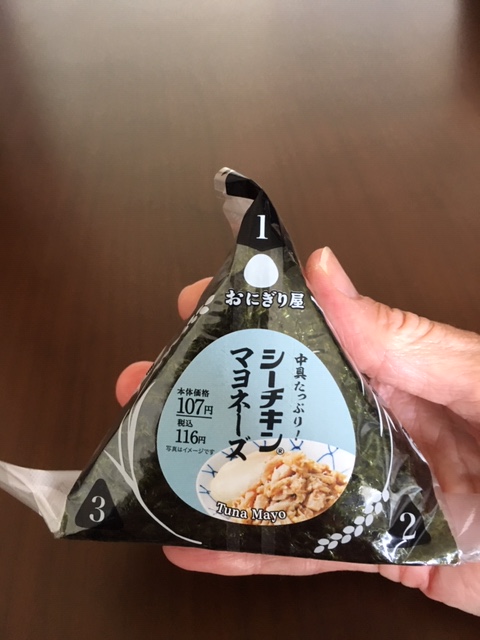 1
おにぎり屋
中具たっぷり！
シーチキン®
マヨネーズ
本体価格
107円
税込
116円
写真はイメージです
Tuna Mayo
3
2